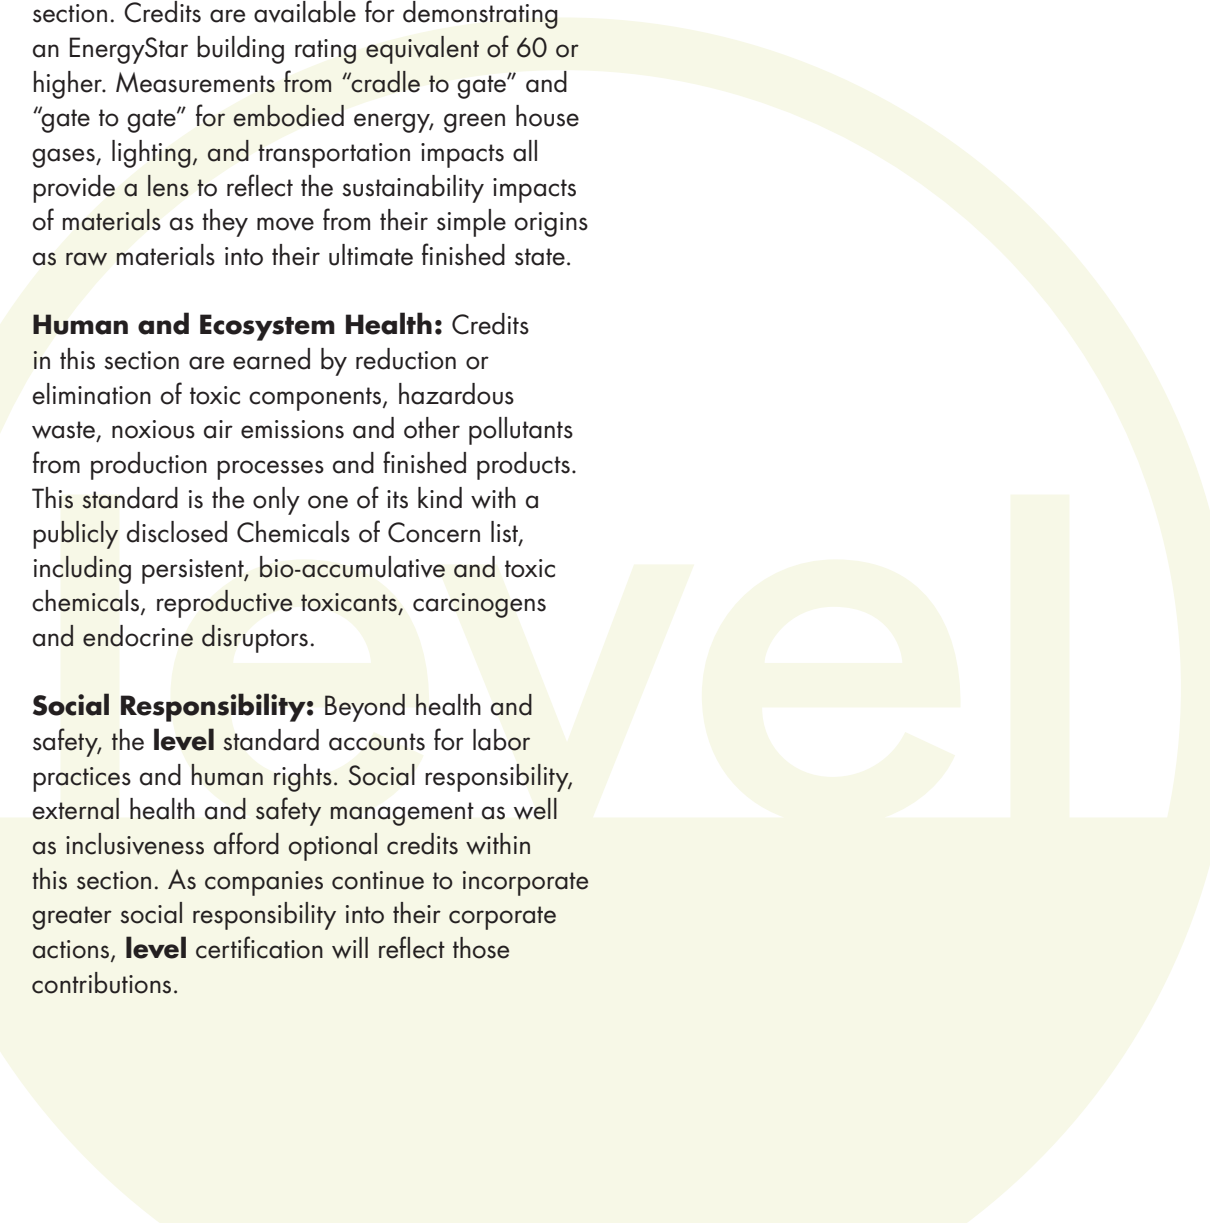 section. Credits are available for demonstrating
an EnergyStar building rating equivalent of 60 or
higher. Measurements from “cradle to gate” and
“gate to gate” for embodied energy, green house
gases, lighting, and transportation impacts all
provide a lens to reflect the sustainability impacts
of materials as they move from their simple origins
as raw materials into their ultimate finished state.
Human and Ecosystem Health: Credits
in this section are earned by reduction or
elimination of toxic components, hazardous
waste, noxious air emissions and other pollutants
from production processes and finished products.
This standard is the only one of its kind with a
publicly disclosed Chemicals of Concern list,
including persistent, bio-accumulative and toxic
chemicals, reproductive toxicants, carcinogens
and endocrine disruptors.
Social Responsibility: Beyond health and
safety, the level standard accounts for labor
practices and human rights. Social responsibility,
external health and safety management as well
as inclusiveness afford optional credits within
this section. As companies continue to incorporate
greater social responsibility into their corporate
actions, level certification will reflect those
contributions.
level